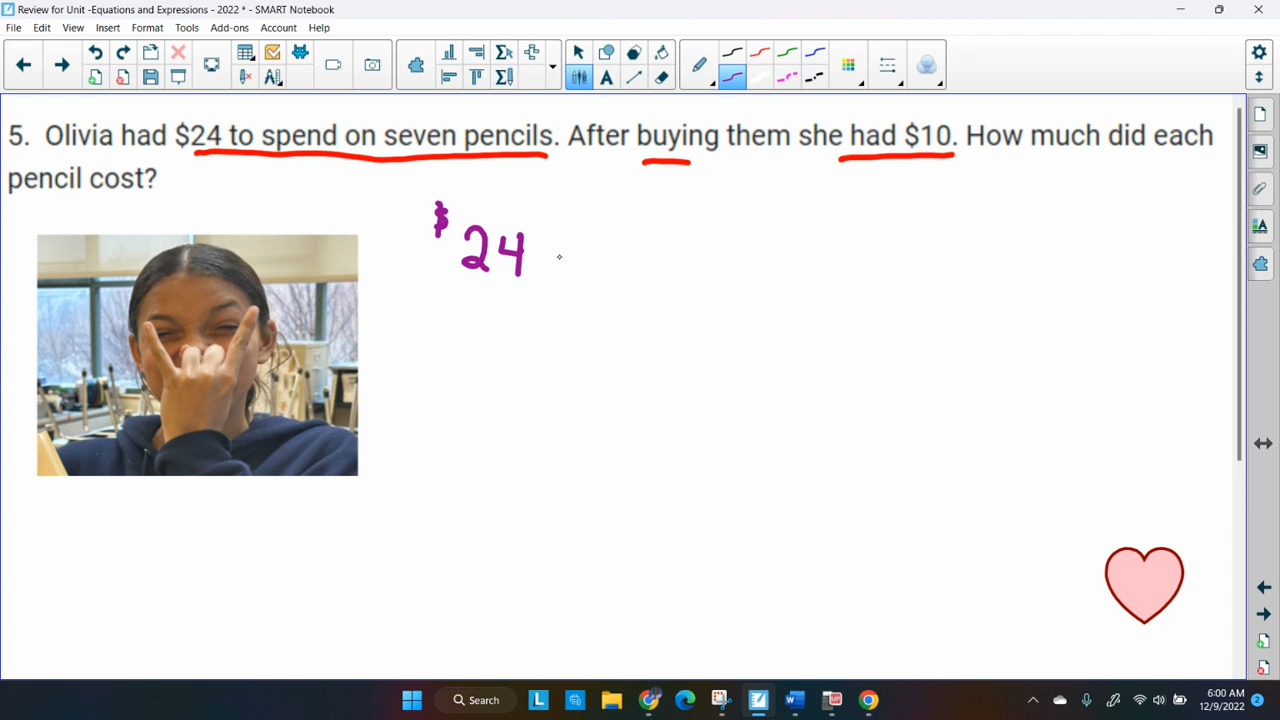 Review for Unit -Equations and Expressions - 2022 * - SMART Notebook
File Edit View Insert Format Tools Add-ons Account Help
5. Olivia had $24 to spend on seven pencils. After buying them she had $10. How much did each
pencil cost?
$24
Search
6:00 AM
12/9/2022
2